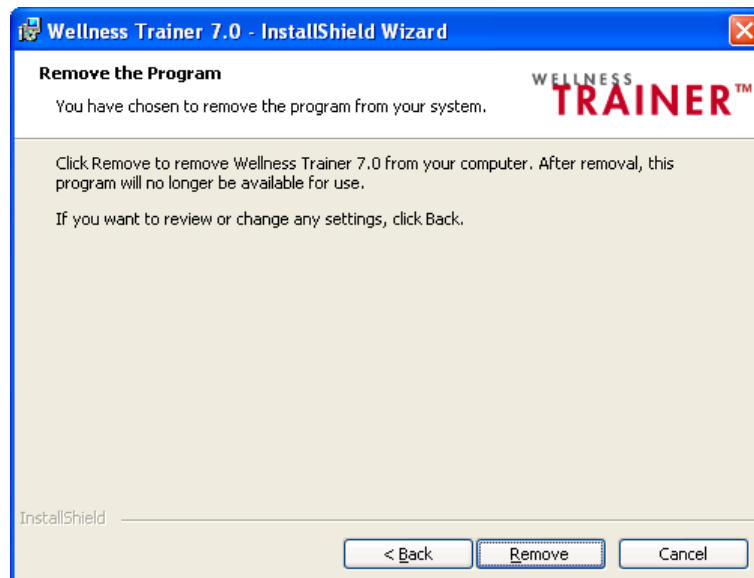 Wellness Trainer 7.0 - InstallShield Wizard
Remove the Program
You have chosen to remove the program from your system.
WELLNESS
TRAINER™
Click Remove to remove Wellness Trainer 7.0 from your computer. After removal, this
program will no longer be available for use.
If you want to review or change any settings, click Back.
InstallShield
< Back
Remove
Cancel